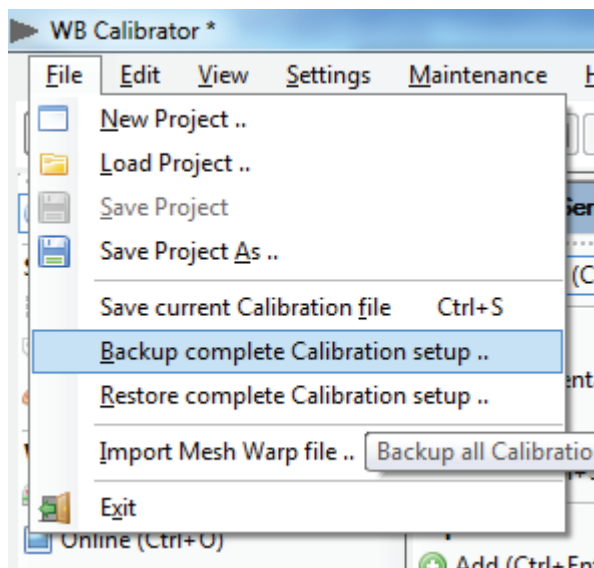 WB Calibrator *
File Edit View Settings Maintenance
New Project ..
Load Project ..
Save Project
Save Project As ..
Save current Calibration file Ctrl+S
Backup complete Calibration setup ..
Restore complete Calibration setup ..
Import Mesh Warp file .. Backup all Calibratio
Exit
Online (Ctrl+O)
Add (Ctrl+Ent